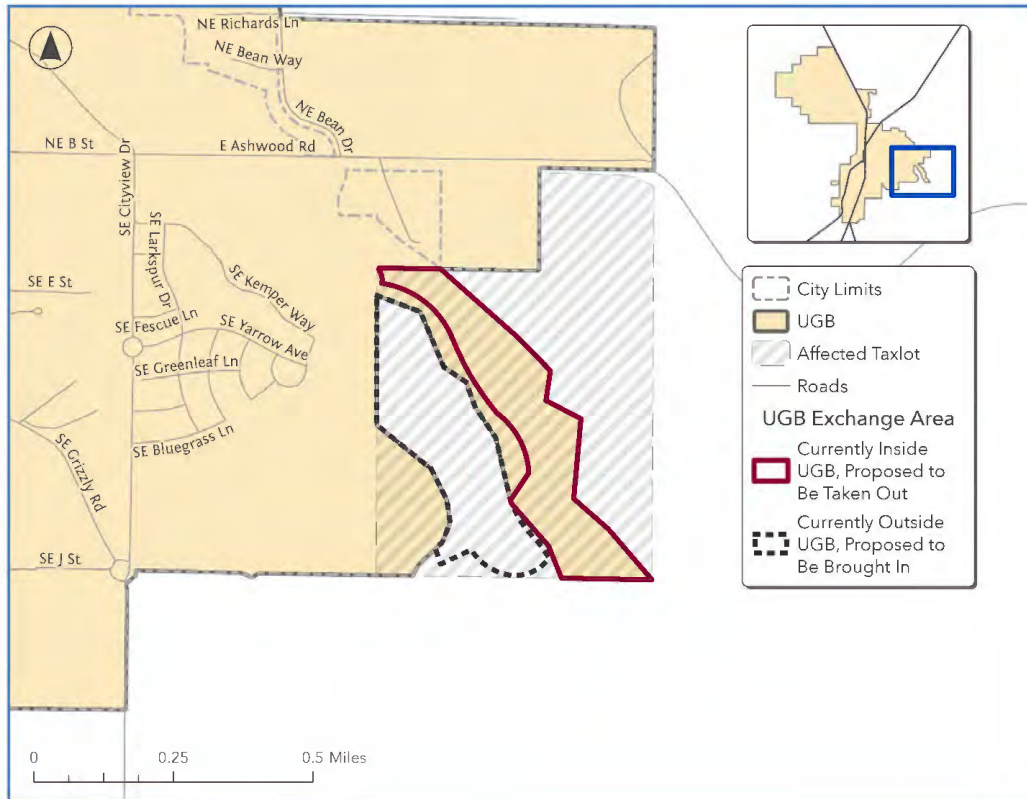 NE Richards Ln
NE Bean Way
NE Bean Dr
NE B St
E Ashwood Rd
SE Cityview Dr
SE Larkspur Dr
SE Kemper Way
SE E St
SE Fescue Ln
SE Yarrow Ave
SE Greenleaf Ln
SE Bluegrass Ln
SE Grizzly Rd
SE J St
0 0.25 0.5 Miles
City Limits
UGB
Affected Taxlot
Roads
UGB Exchange Area
Currently Inside
UGB, Proposed to
Be Taken Out
Currently Outside
UGB, Proposed to
Be Brought In